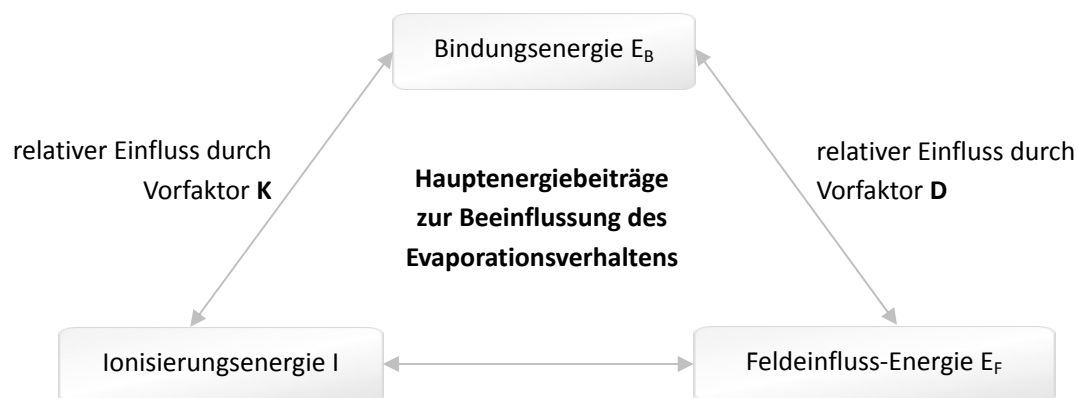 Bindungsenergie E_B
relativer Einfluss durch
Vorfaktor K
Hauptenergiebeiträge
zur Beeinflussung des
Evaporationsverhaltens
relativer Einfluss durch
Vorfaktor D
Ionisierungsenergie I
Feldeinfluss-Energie E_F